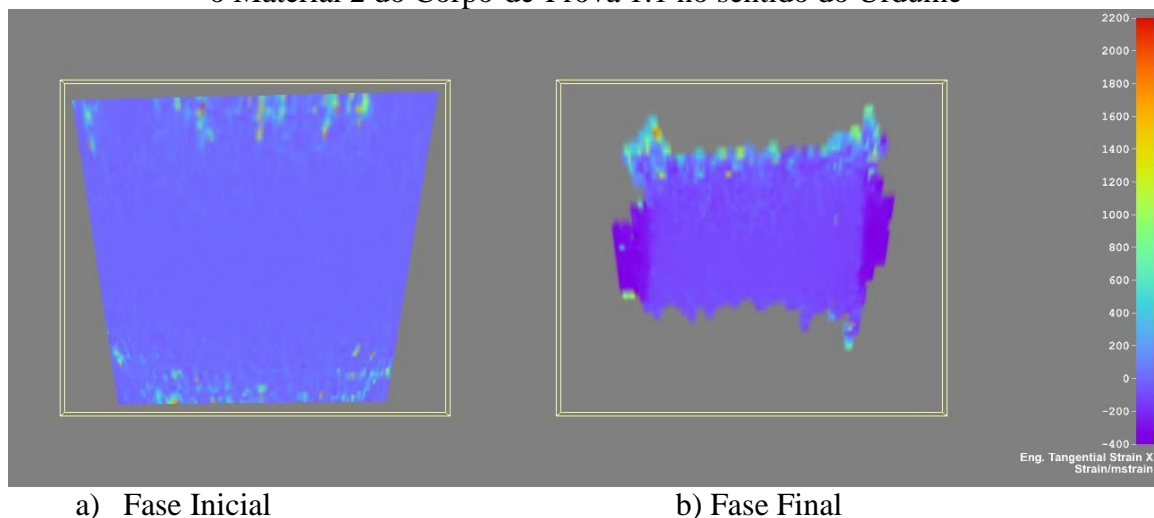 o Material 2 do Corpo de Prova 1.1 no sentido do Urdume
2200
2000
1800
1600
1400
1200
1000
800
600
400
200
0
-200
-400
Eng. Tangential Strain X
Strain/mstrain
a) Fase Inicial
b) Fase Final